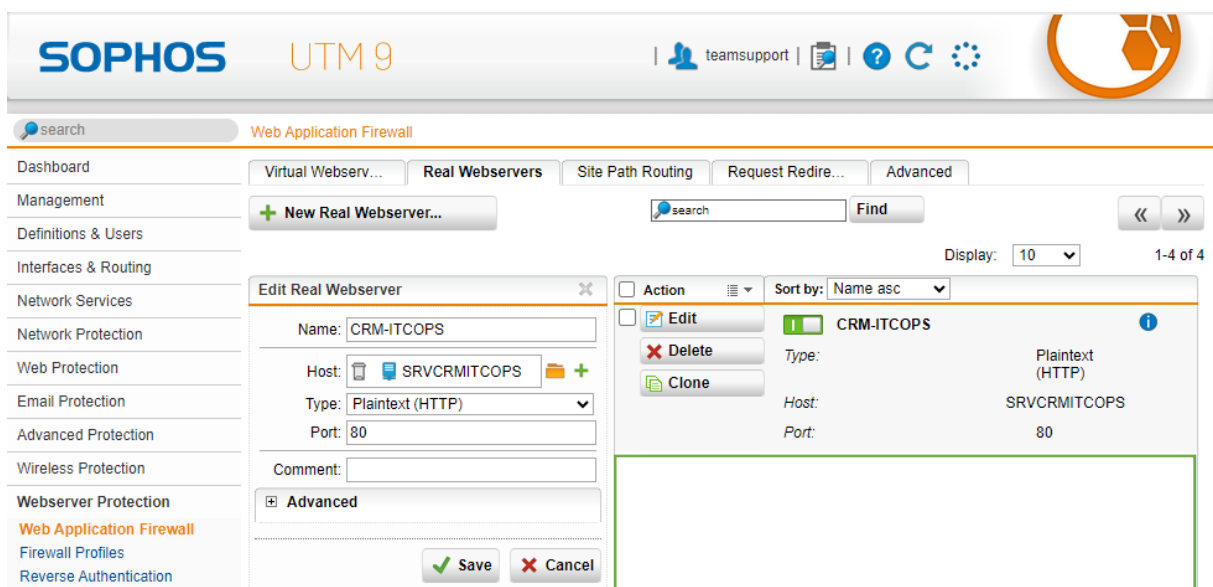 SOPHOS UTM 9 | teamsupport | | ?
search
Web Application Firewall
Dashboard
Management
Definitions & Users
Interfaces & Routing
Network Services
Network Protection
Web Protection
Email Protection
Advanced Protection
Wireless Protection
Webserver Protection
Web Application Firewall
Firewall Profiles
Reverse Authentication
Virtual Webserv... Real Webservers Site Path Routing Request Redire... Advanced
+ New Real Webserver... search Find « »
Display: 10 1-4 of 4
Edit Real Webserver
Name: CRM-ITCOPS
Host: SRVCRMITCOPS
Type: Plaintext (HTTP)
Port: 80
Comment:
Advanced
Save Cancel
Action Sort by: Name asc
Edit
Delete
Clone
CRM-ITCOPS
Type: Plaintext
(HTTP)
Host: SRVCRMITCOPS
Port: 80